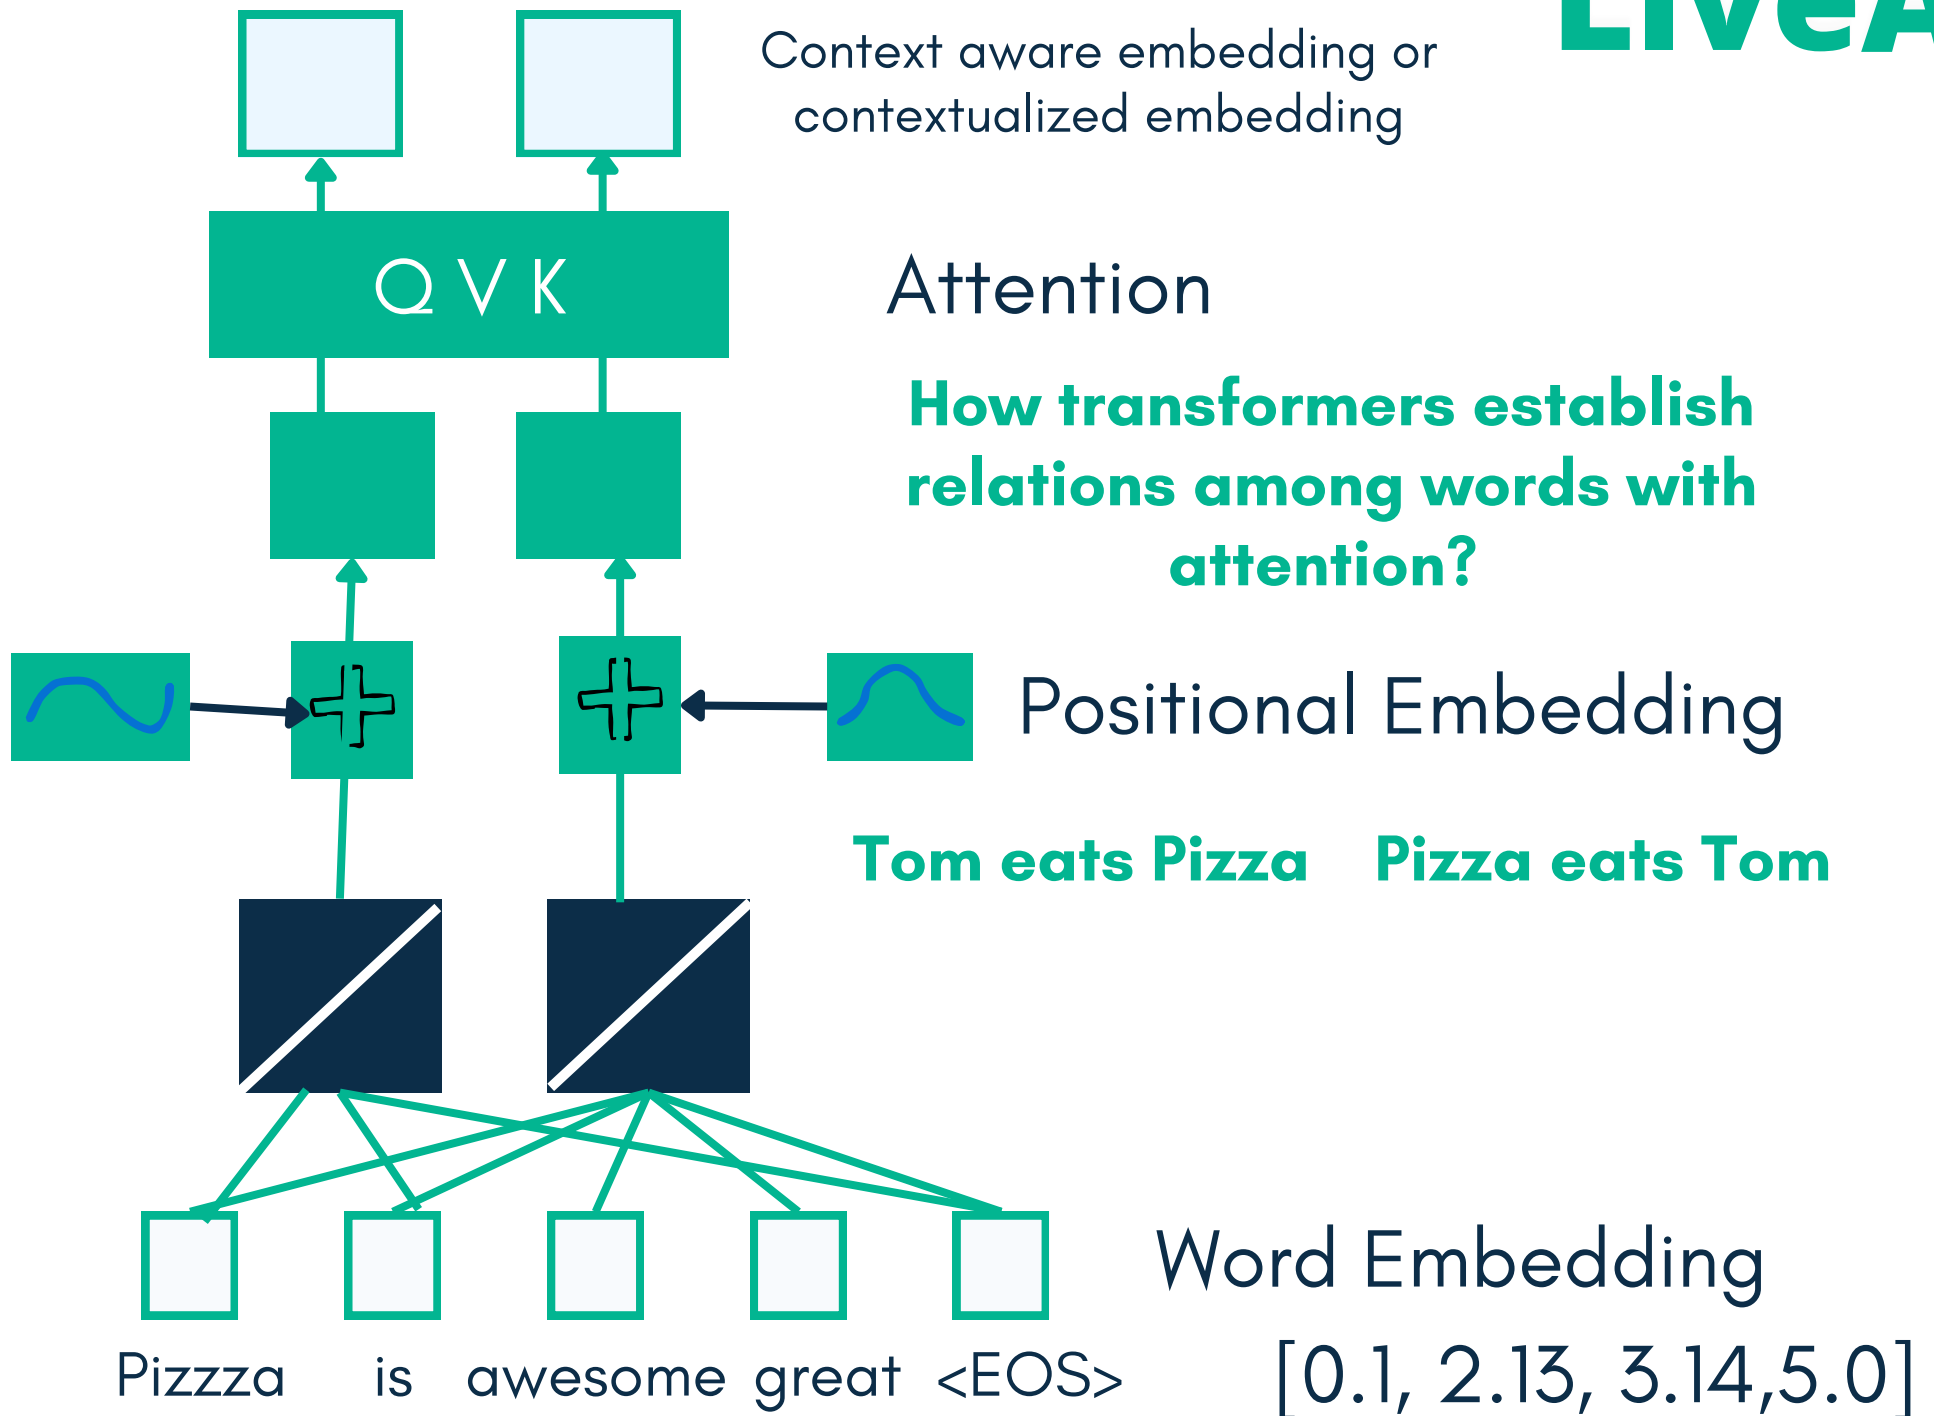 Context aware embedding or
contextualized embedding
Q V K
Attention
How transformers establish
relations among words with
attention?
Positional Embedding
Tom eats Pizza    Pizza eats Tom
Word Embedding
Pizzza is awesome great <EOS>
[0.1, 2.13, 3.14,5.0]